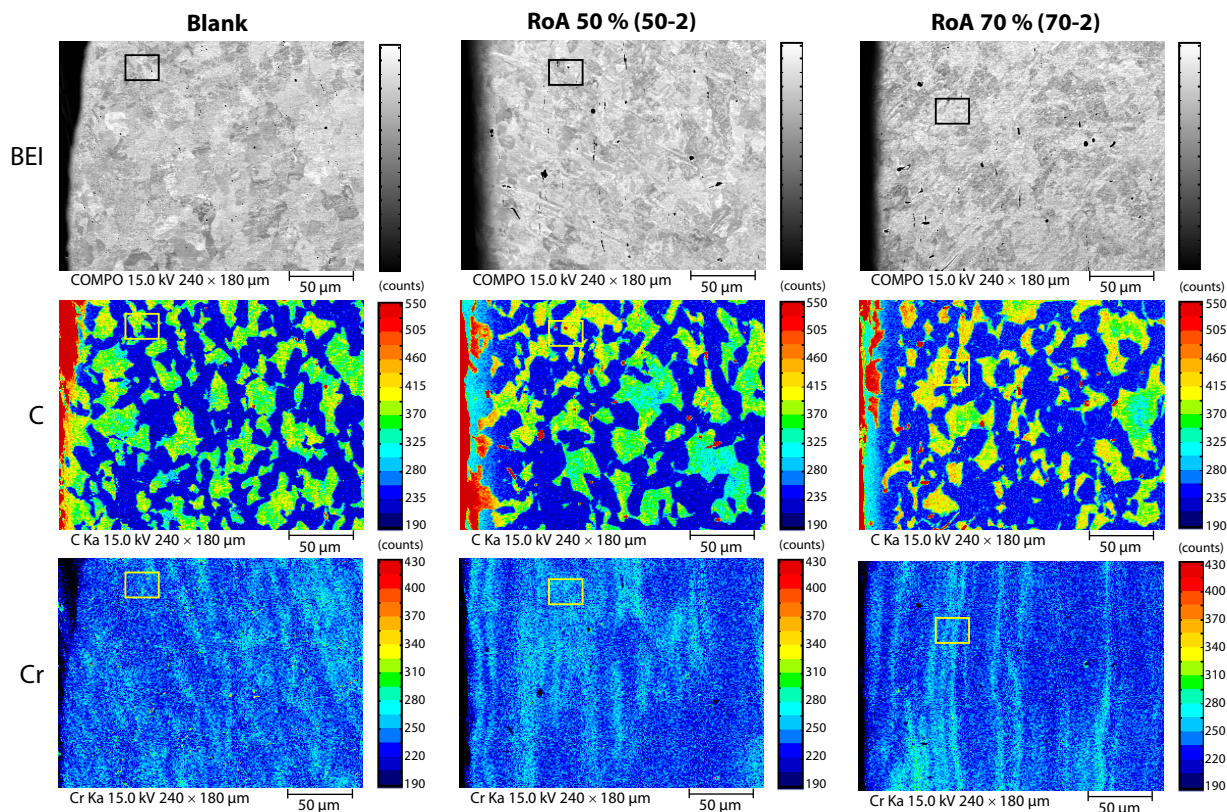 Blank
RoA 50 % (50-2)
RoA 70 % (70-2)
BEI
COMPO 15.0 kV 240 × 180 µm
50 µm
COMPO 15.0 kV 240 × 180 µm
50 µm
COMPO 15.0 kV 240 × 180 µm
50 µm
C
(counts)
550
505
460
415
370
325
280
235
190
(counts)
550
505
460
415
370
325
280
235
190
(counts)
550
505
460
415
370
325
280
235
190
C Ka 15.0 kV 240 × 180 µm
50 µm
C Ka 15.0 kV 240 × 180 µm
50 µm
C Ka 15.0 kV 240 × 180 µm
50 µm
Cr
(counts)
430
400
370
340
310
280
250
220
190
(counts)
430
400
370
340
310
280
250
220
190
(counts)
430
400
370
340
310
280
250
220
190
Cr Ka 15.0 kV 240 × 180 µm
50 µm
Cr Ka 15.0 kV 240 × 180 µm
50 µm
Cr Ka 15.0 kV 240 × 180 µm
50 µm